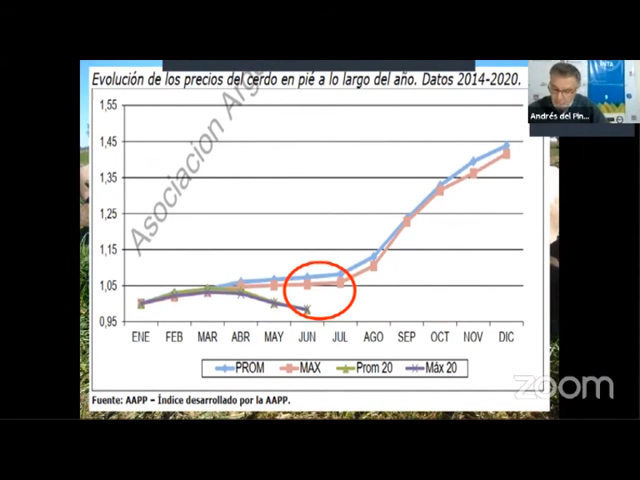 Evolución de los precios del cerdo en pié a lo largo del año. Datos 2014-2020.
Asociacion Arge
Andrés del Pin...
1,55
1,45
1,35
1,25
1,15
1,05
0,95
ENE FEB MAR ABR MAY JUN JUL AGO SEP OCT NOV DIC
PROM MAX Prom 20 Máx 20
Fuente: AAPP – Índice desarrollado por la AAPP.
zoom